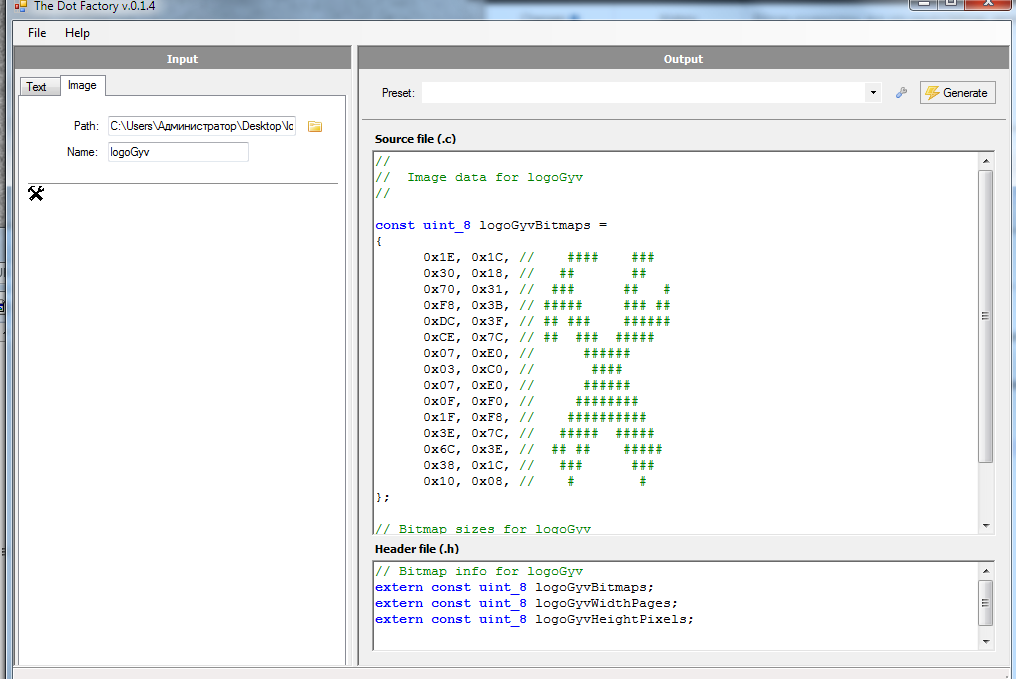 The Dot Factory v.0.1.4
File Help
Input
Output
Text Image
Path: C:\Users\Администратор\Desktop\lo
Name: logoGyv
Preset:
Generate
Source file (.c)
//
//  Image data for logoGyv
//
const uint_8 logoGyvBitmaps =
{
0x1E, 0x1C, //    ####    ###
0x30, 0x18, //   ##       ##
0x70, 0x31, //  ###      ##   #
0xF8, 0x3B, // #####     ### ##
0xDC, 0x3F, // ## ###    ######
0xCE, 0x7C, // ##  ###  #####
0x07, 0xE0, //      ######
0x03, 0xC0, //       ####
0x07, 0xE0, //      ######
0x0F, 0xF0, //     ########
0x1F, 0xF8, //    ##########
0x3E, 0x7C, //   #####  #####
0x6C, 0x3E, //  ## ##    #####
0x38, 0x1C, //   ###      ###
0x10, 0x08, //    #        #
};
// Bitmap sizes for logoGyv
Header file (.h)
// Bitmap info for logoGyv
extern const uint_8 logoGyvBitmaps;
extern const uint_8 logoGyvWidthPages;
extern const uint_8 logoGyvHeightPixels;